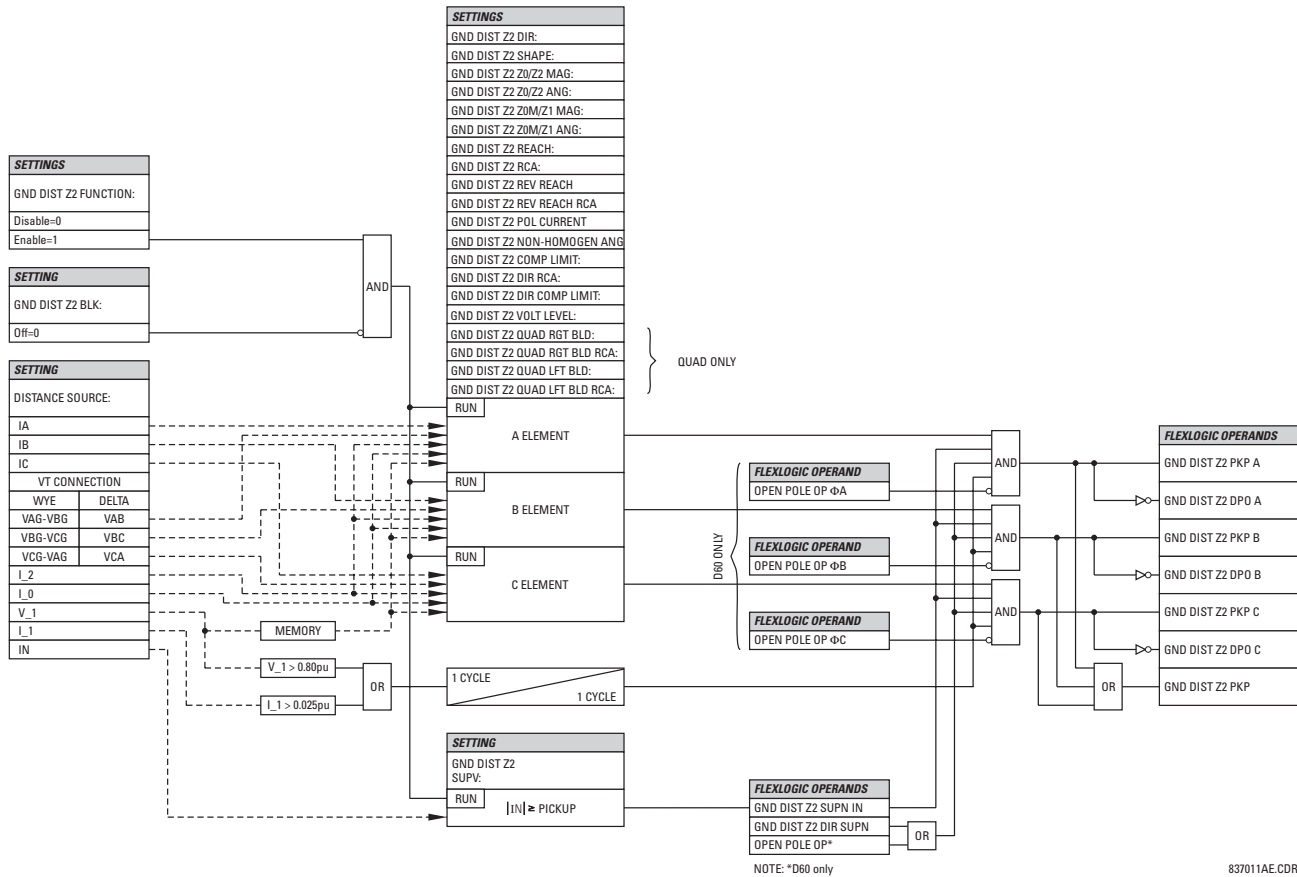 SETTINGS
GND DIST Z2 DIR:
GND DIST Z2 SHAPE:
GND DIST Z2 Z0/Z2 MAG:
GND DIST Z2 Z0/Z2 ANG:
GND DIST Z2 Z0M/Z1 MAG:
GND DIST Z2 Z0M/Z1 ANG:
GND DIST Z2 REACH:
GND DIST Z2 RCA:
GND DIST Z2 REV REACH
GND DIST Z2 REV REACH RCA
GND DIST Z2 POL CURRENT
GND DIST Z2 NON-HOMOGEN ANG
GND DIST Z2 COMP LIMIT:
GND DIST Z2 DIR RCA:
GND DIST Z2 DIR COMP LIMIT:
GND DIST Z2 VOLT LEVEL:
GND DIST Z2 QUAD RGT BLD:
GND DIST Z2 QUAD RGT BLD RCA:
GND DIST Z2 QUAD LFT BLD:
GND DIST Z2 QUAD LFT BLD RCA:
QUAD ONLY
SETTINGS
GND DIST Z2 FUNCTION:
Disable=0
Enable=1
SETTING
GND DIST Z2 BLK:
Off=0
AND
SETTING
DISTANCE SOURCE:
IA
IB
IC
VT CONNECTION
WYE DELTA
VAG-VBG VAB
VBG-VCG VBC
VCG-VAG VCA
I_2
I_0
V_1
I_1
IN
RUN
A ELEMENT
RUN
B ELEMENT
RUN
C ELEMENT
MEMORY
V_1 > 0.80pu
I_1 > 0.025pu
OR
1 CYCLE
1 CYCLE
SETTING
GND DIST Z2
SUPV:
RUN
|IN| ≥ PICKUP
D60 ONLY
FLEXLOGIC OPERAND
OPEN POLE OP ΦA
FLEXLOGIC OPERAND
OPEN POLE OP ΦB
FLEXLOGIC OPERAND
OPEN POLE OP ΦC
AND
AND
AND
FLEXLOGIC OPERANDS
GND DIST Z2 SUPN IN
GND DIST Z2 DIR SUPN
OPEN POLE OP*
OR
NOTE: *D60 only
OR
FLEXLOGIC OPERANDS
GND DIST Z2 PKP A
GND DIST Z2 DPO A
GND DIST Z2 PKP B
GND DIST Z2 DPO B
GND DIST Z2 PKP C
GND DIST Z2 DPO C
GND DIST Z2 PKP
837011AE.CDR